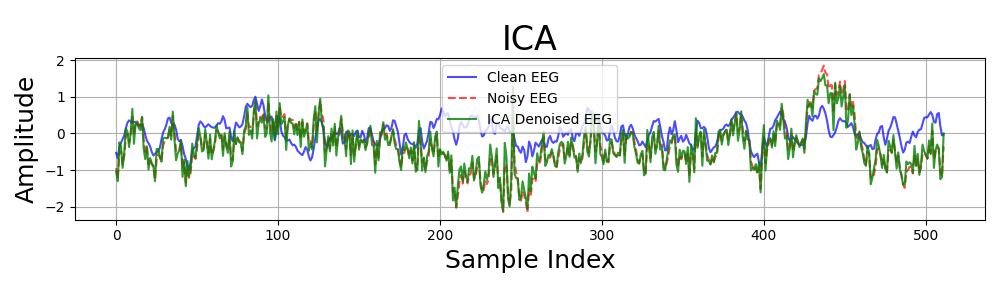 ICA
Amplitude
2
1
0
−1
−2
Clean EEG
Noisy EEG
ICA Denoised EEG
0
100
200
300
400
500
Sample Index